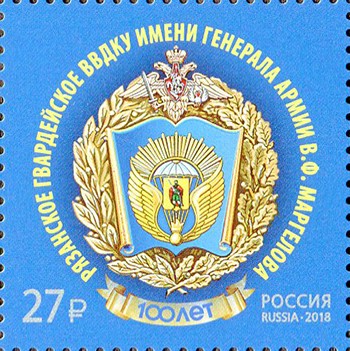 РЯЗАНСКОЕ ГВАРДЕЙСКОЕ ВВДКУ ИМЕНИ ГЕНЕРАЛА АРМИИ В.Ф. МАРГЕЛОВА
100 ЛЕТ
27₽
РОССИЯ
RUSSIA • 2018